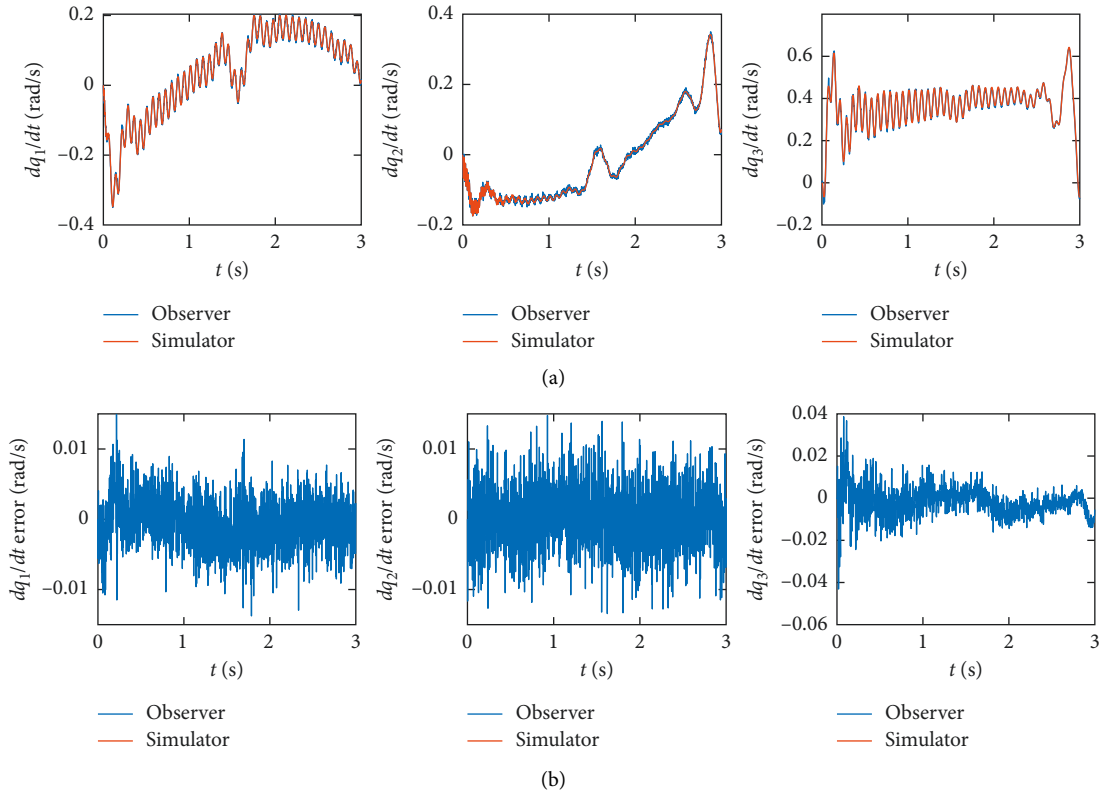 0.2
0
–0.2
–0.4
dq1/dt (rad/s)
0 1 2 3
t (s)
Observer
Simulator
0.4
0.2
0
–0.2
dq2/dt (rad/s)
0 1 2 3
t (s)
Observer
Simulator
0.6
0.4
0.2
0
–0.2
dq3/dt (rad/s)
0 1 2 3
t (s)
Observer
Simulator
(a)
0.01
0
–0.01
dq1/dt error (rad/s)
0 1 2 3
t (s)
Observer
Simulator
0.01
0
–0.01
dq2/dt error (rad/s)
0 1 2 3
t (s)
Observer
Simulator
0.04
0.02
0
–0.02
–0.04
–0.06
dq3/dt error (rad/s)
0 1 2 3
t (s)
Observer
Simulator
(b)